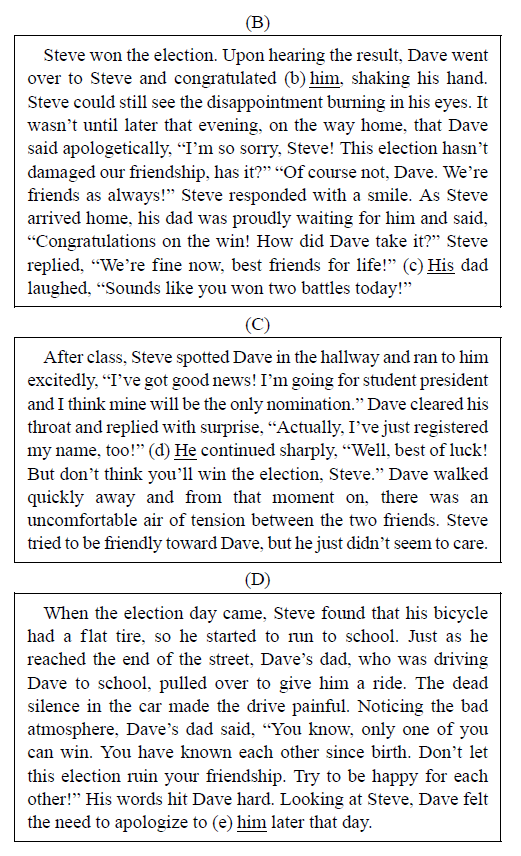 (B)
Steve won the election. Upon hearing the result, Dave went
over to Steve and congratulated (b) him, shaking his hand.
Steve could still see the disappointment burning in his eyes. It
wasn't until later that evening, on the way home, that Dave
said apologetically, “I'm so sorry, Steve! This election hasn't
damaged our friendship, has it?” “Of course not, Dave. We're
friends as always!” Steve responded with a smile. As Steve
arrived home, his dad was proudly waiting for him and said,
“Congratulations on the win! How did Dave take it?” Steve
replied, “We're fine now, best friends for life!” (c) His dad
laughed, “Sounds like you won two battles today!”
(C)
After class, Steve spotted Dave in the hallway and ran to him
excitedly, “I've got good news! I'm going for student president
and I think mine will be the only nomination.” Dave cleared his
throat and replied with surprise, “Actually, I've just registered
my name, too!” (d) He continued sharply, “Well, best of luck!
But don't think you'll win the election, Steve.” Dave walked
quickly away and from that moment on, there was an
uncomfortable air of tension between the two friends. Steve
tried to be friendly toward Dave, but he just didn't seem to care.
(D)
When the election day came, Steve found that his bicycle
had a flat tire, so he started to run to school. Just as he
reached the end of the street, Dave's dad, who was driving
Dave to school, pulled over to give him a ride. The dead
silence in the car made the drive painful. Noticing the bad
atmosphere, Dave's dad said, “You know, only one of you
can win. You have known each other since birth. Don't let
this election ruin your friendship. Try to be happy for each
other!” His words hit Dave hard. Looking at Steve, Dave felt
the need to apologize to (e) him later that day.